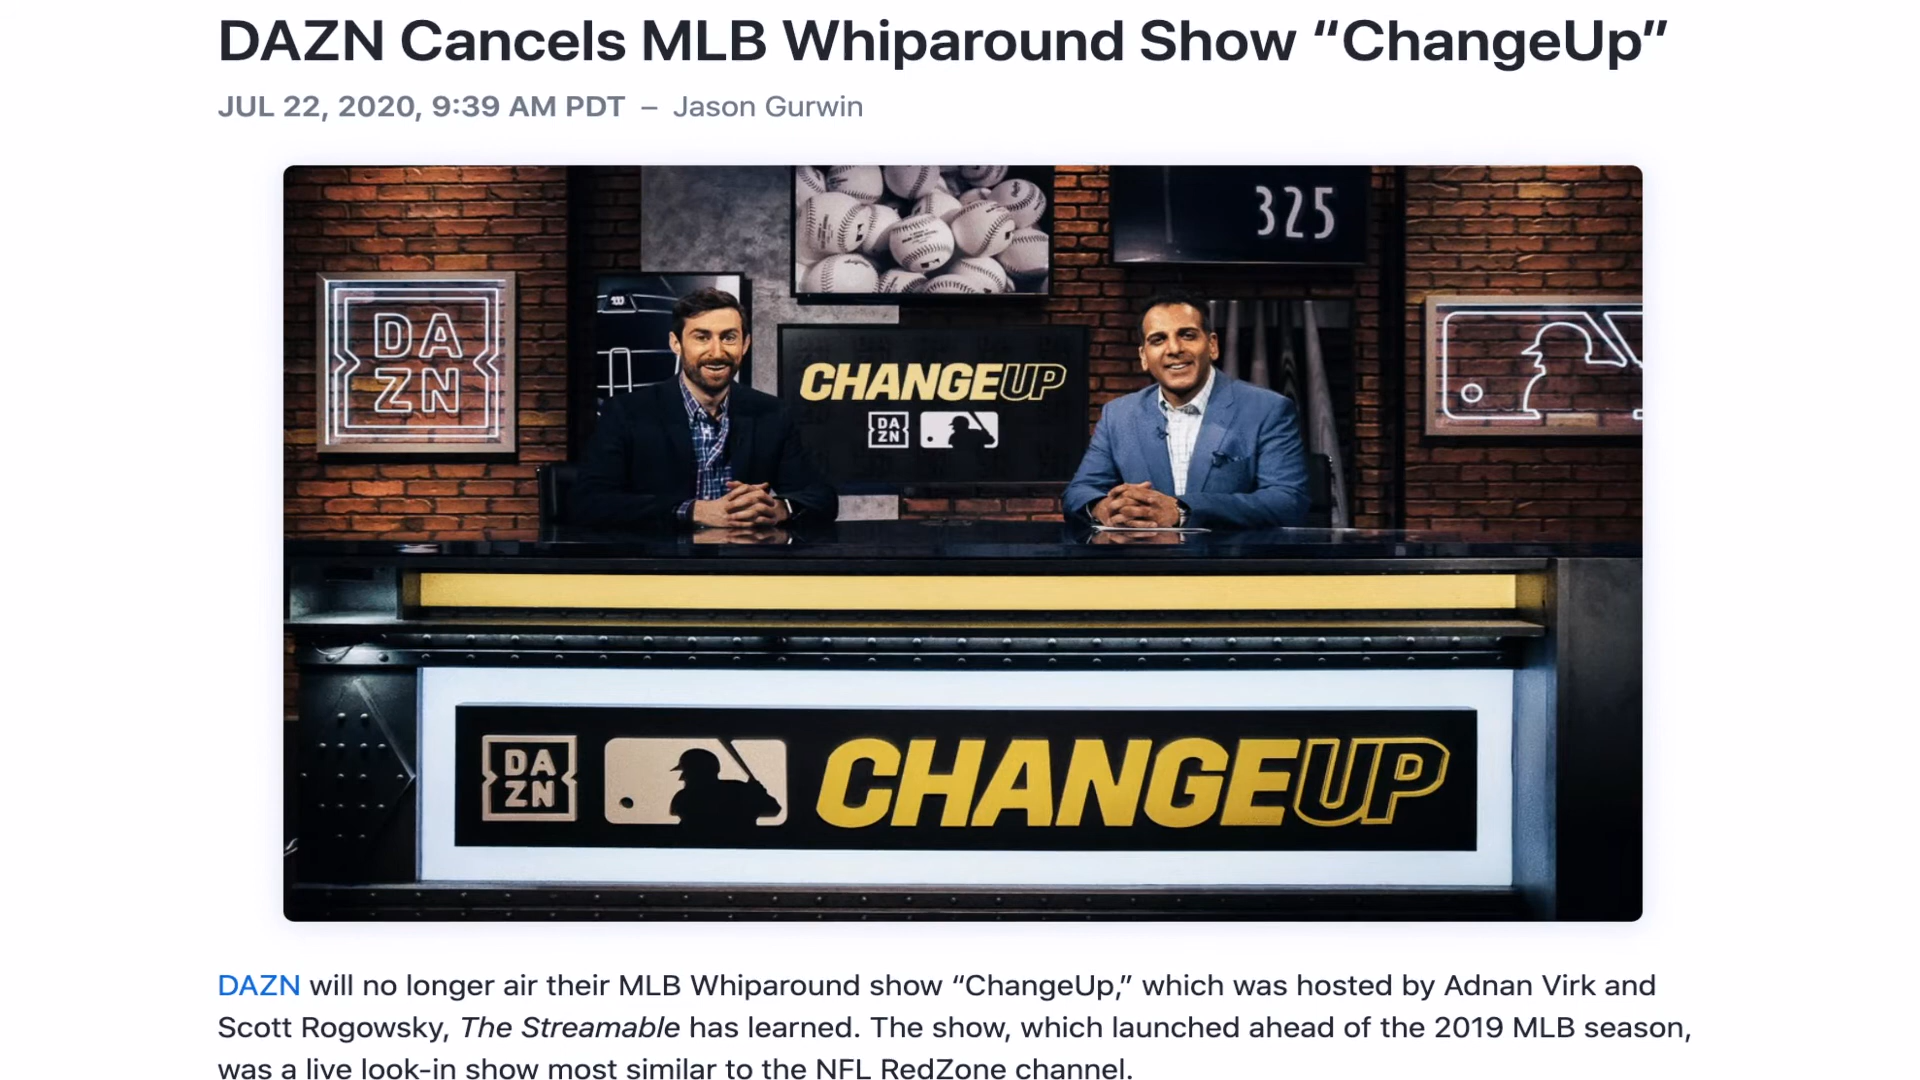 DAZN Cancels MLB Whiparound Show “ChangeUp”
JUL 22, 2020, 9:39 AM PDT – Jason Gurwin
325
DA
ZN
CHANGEUP
DA
ZN
DA
ZN
CHANGEUP
DAZN will no longer air their MLB Whiparound show “ChangeUp,” which was hosted by Adnan Virk and
Scott Rogowsky, The Streamable has learned. The show, which launched ahead of the 2019 MLB season,
was a live look-in show most similar to the NFL RedZone channel.